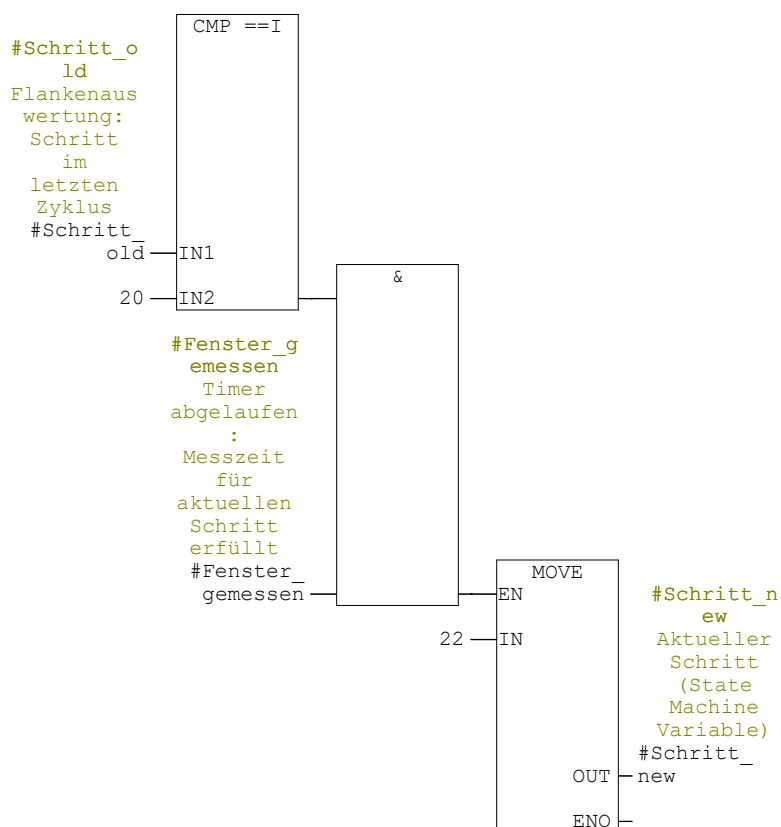 CMP ==I
#Schritt_o
ld
Flankenaus
wertung:
Schritt
im
letzten
Zyklus
#Schritt_
old
IN1
20
IN2
&
#Fenster_g
emessen
Timer
abgelaufen
:
Messzeit
für
aktuellen
Schritt
erfüllt
#Fenster_
gemessen
MOVE
EN
22
IN
#Schritt_n
ew
Aktueller
Schritt
(State
Machine
Variable)
#Schritt_
new
OUT
ENO